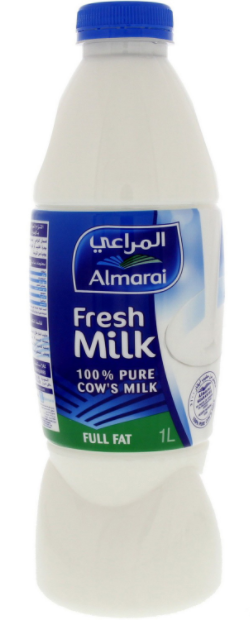 المراعي
Almarai
Fresh
Milk
100% PURE
COW'S MILK
FULL FAT
1L